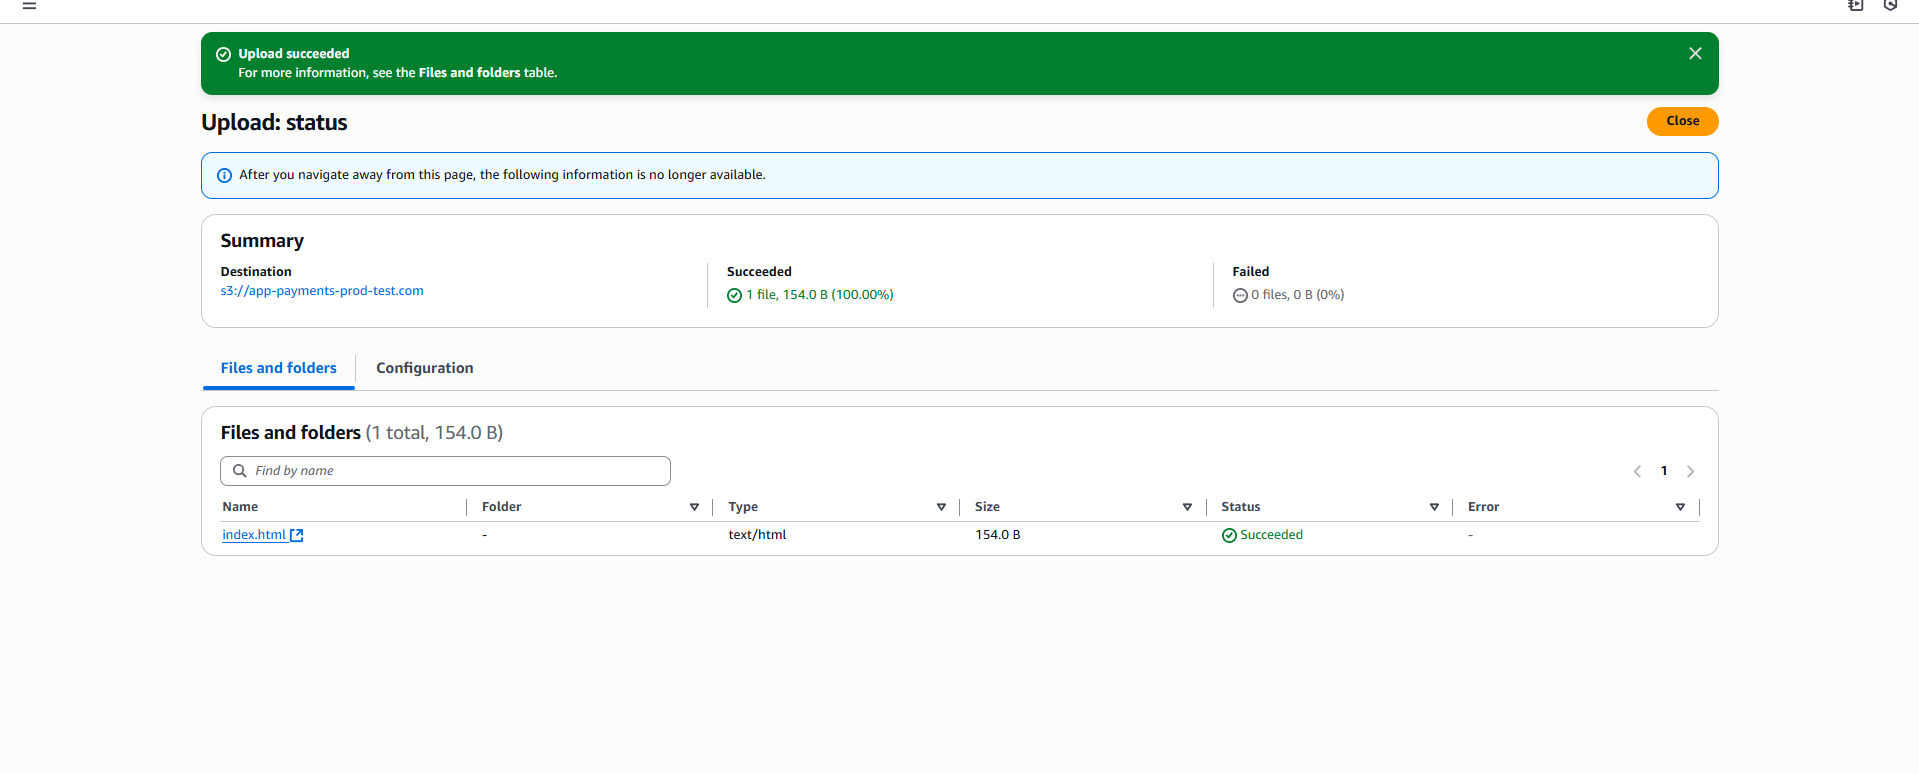 Upload succeeded
For more information, see the Files and folders table.
Upload: status
Close
After you navigate away from this page, the following information is no longer available.
Summary
Destination
s3://app-payments-prod-test.com
Succeeded
1 file, 154.0 B (100.00%)
Failed
0 files, 0 B (0%)
Files and folders
Configuration
Files and folders (1 total, 154.0 B)
Find by name
1
Name Folder Type Size Status Error
index.html - text/html 154.0 B Succeeded -